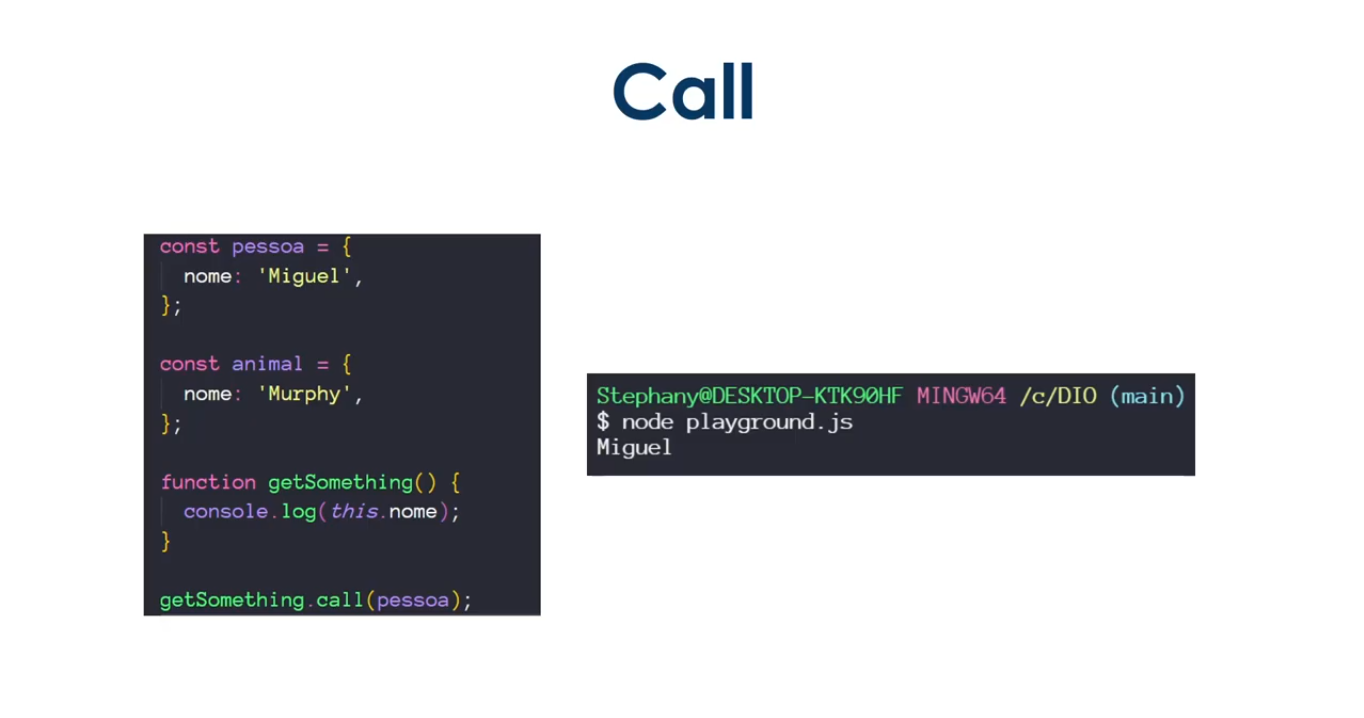 Call
const pessoa = {
  nome: 'Miguel',
};
const animal = {
  nome: 'Murphy',
};
function getSomething() {
  console.log(this.nome);
}
getSomething.call(pessoa);
Stephany@DESKTOP-KTK90HF MINGW64 /c/DIO (main)
$ node playground.js
Miguel